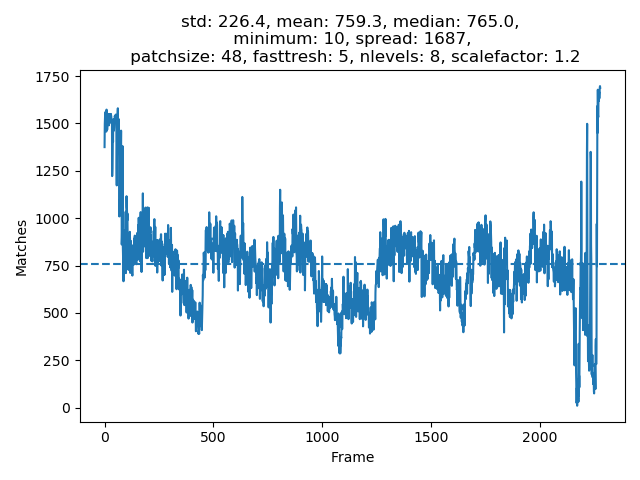 std: 226.4, mean: 759.3, median: 765.0,
minimum: 10, spread: 1687,
patchsize: 48, fasttresh: 5, nlevels: 8, scalefactor: 1.2
1750
1500
1250
1000
750
500
250
0
Matches
0 500 1000 1500 2000
Frame